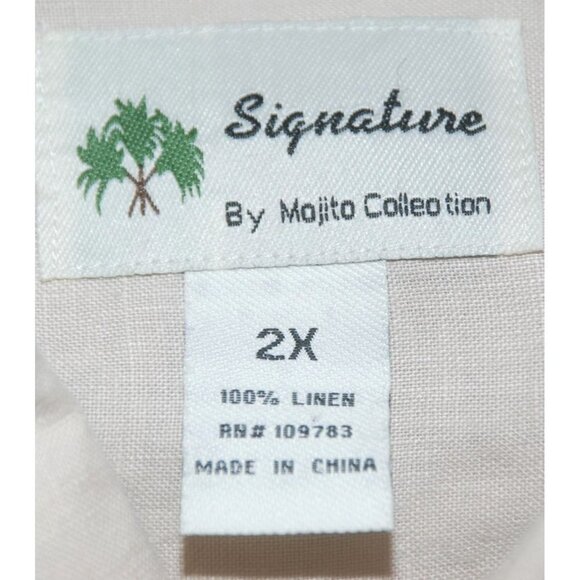 Signature
By Mojito Collection
2X
100% LINEN
RN# 109783
MADE IN CHINA